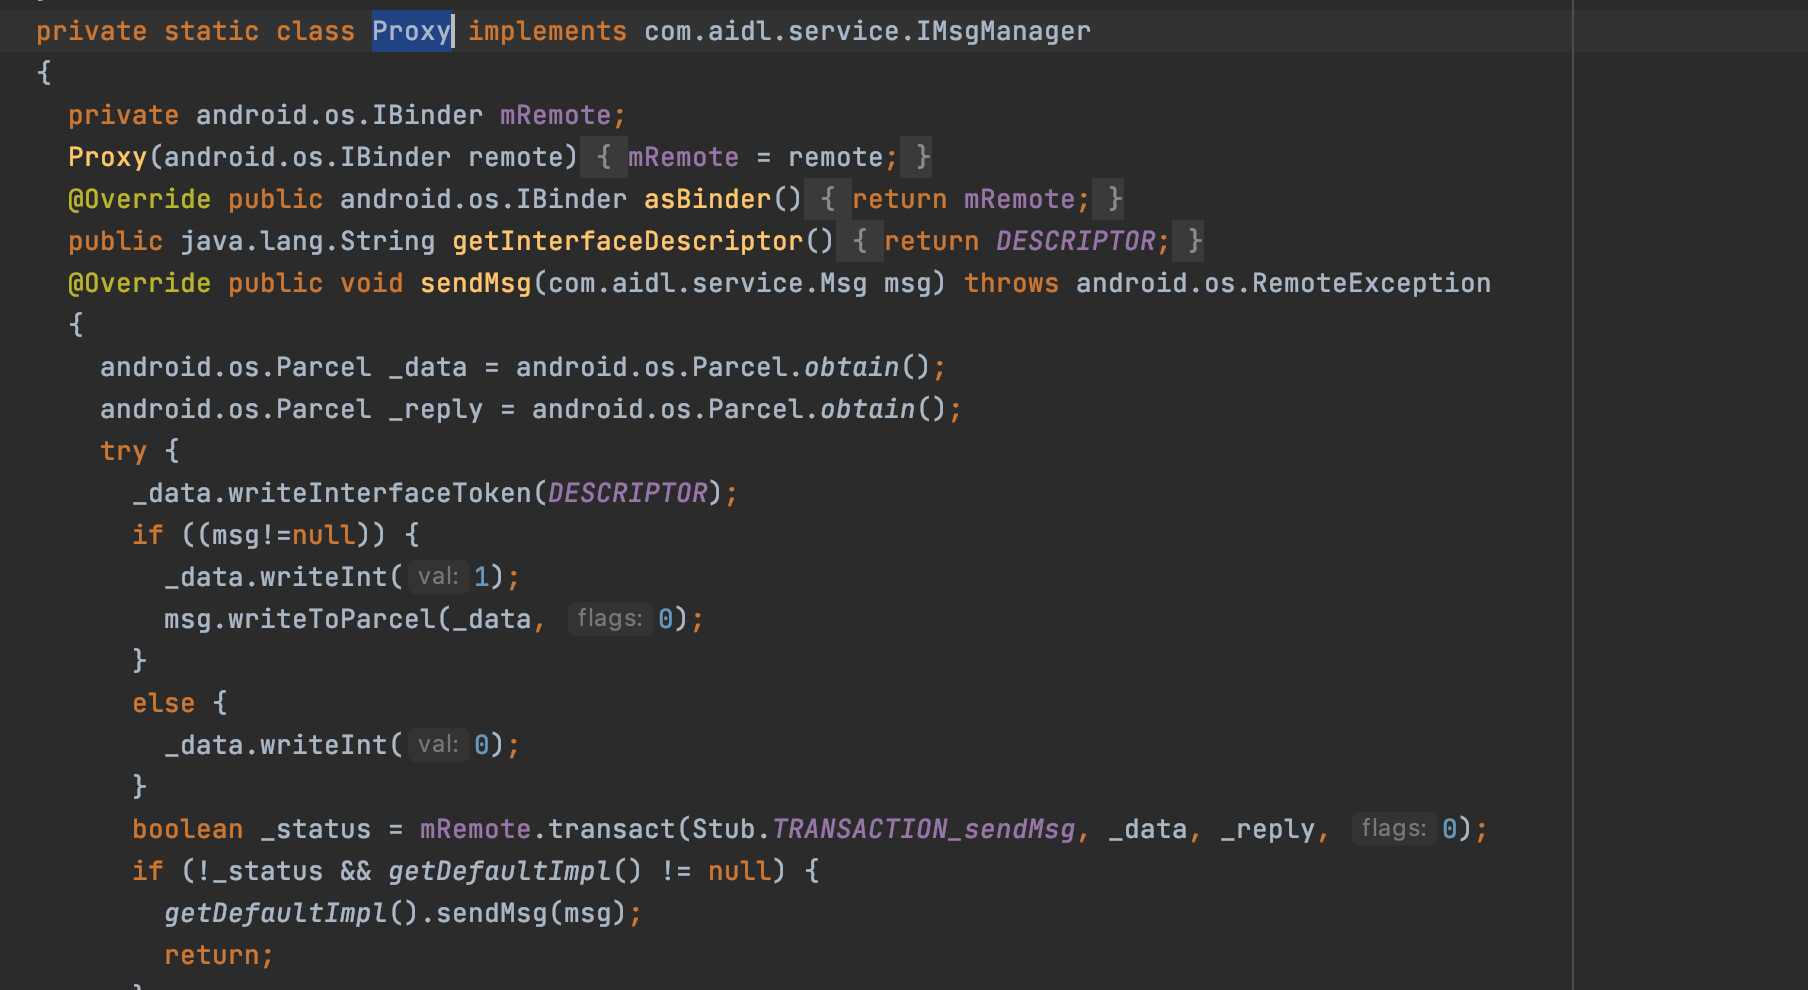 private static class Proxy implements com.aidl.service.IMsgManager
{
private android.os.IBinder mRemote;
Proxy(android.os.IBinder remote) { mRemote = remote; }
@Override public android.os.IBinder asBinder() { return mRemote; }
public java.lang.String getInterfaceDescriptor() { return DESCRIPTOR; }
@Override public void sendMsg(com.aidl.service.Msg msg) throws android.os.RemoteException
{
android.os.Parcel _data = android.os.Parcel.obtain();
android.os.Parcel _reply = android.os.Parcel.obtain();
try {
_data.writeInterfaceToken(DESCRIPTOR);
if ((msg!=null)) {
_data.writeInt( val: 1);
msg.writeToParcel(_data, flags: 0);
}
else {
_data.writeInt( val: 0);
}
boolean _status = mRemote.transact(Stub.TRANSACTION_sendMsg, _data, _reply, flags: 0);
if (!_status && getDefaultImpl() != null) {
getDefaultImpl().sendMsg(msg);
return;